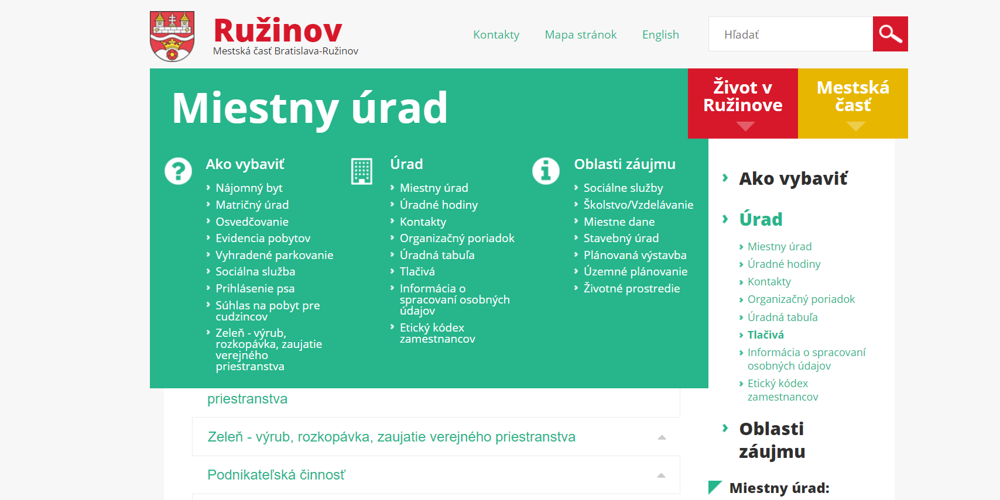 Ružinov
Mestská časť Bratislava-Ružinov
Kontakty
Mapa stránok
English
Hľadať
Miestny úrad
Život v
Ružinove
Mestská
časť
Ako vybaviť
Nájomný byt
Matričný úrad
Osvedčovanie
Evidencia pobytov
Vyhradené parkovanie
Sociálna služba
Prihlásenie psa
Súhlas na pobyt pre
cudzincov
Zeleň - výrub,
rozkopávka, zaujatie
verejného
priestranstva
Úrad
Miestny úrad
Úradné hodiny
Kontakty
Organizačný poriadok
Úradná tabuľa
Tlačivá
Informácia o
spracovaní osobných
údajov
Etický kódex
zamestnancov
Oblasti záujmu
Sociálne služby
Školstvo/Vzdelávanie
Miestne dane
Stavebný úrad
Plánovaná výstavba
Územné plánovanie
Životné prostredie
priestranstva
Zeleň - výrub, rozkopávka, zaujatie verejného priestranstva
Podnikateľská činnosť
Ako vybaviť
Úrad
Miestny úrad
Úradné hodiny
Kontakty
Organizačný poriadok
Úradná tabuľa
Tlačivá
Informácia o spracovaní
osobných údajov
Etický kódex
zamestnancov
Oblasti
záujmu
Miestny úrad: